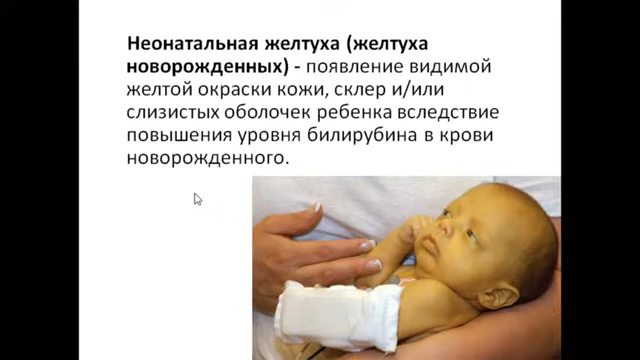 Неонатальная желтуха (желтуха
новорожденных) - появление видимой
желтой окраски кожи, склер и/или
слизистых оболочек ребенка вследствие
повышения уровня билирубина в крови
новорожденного.